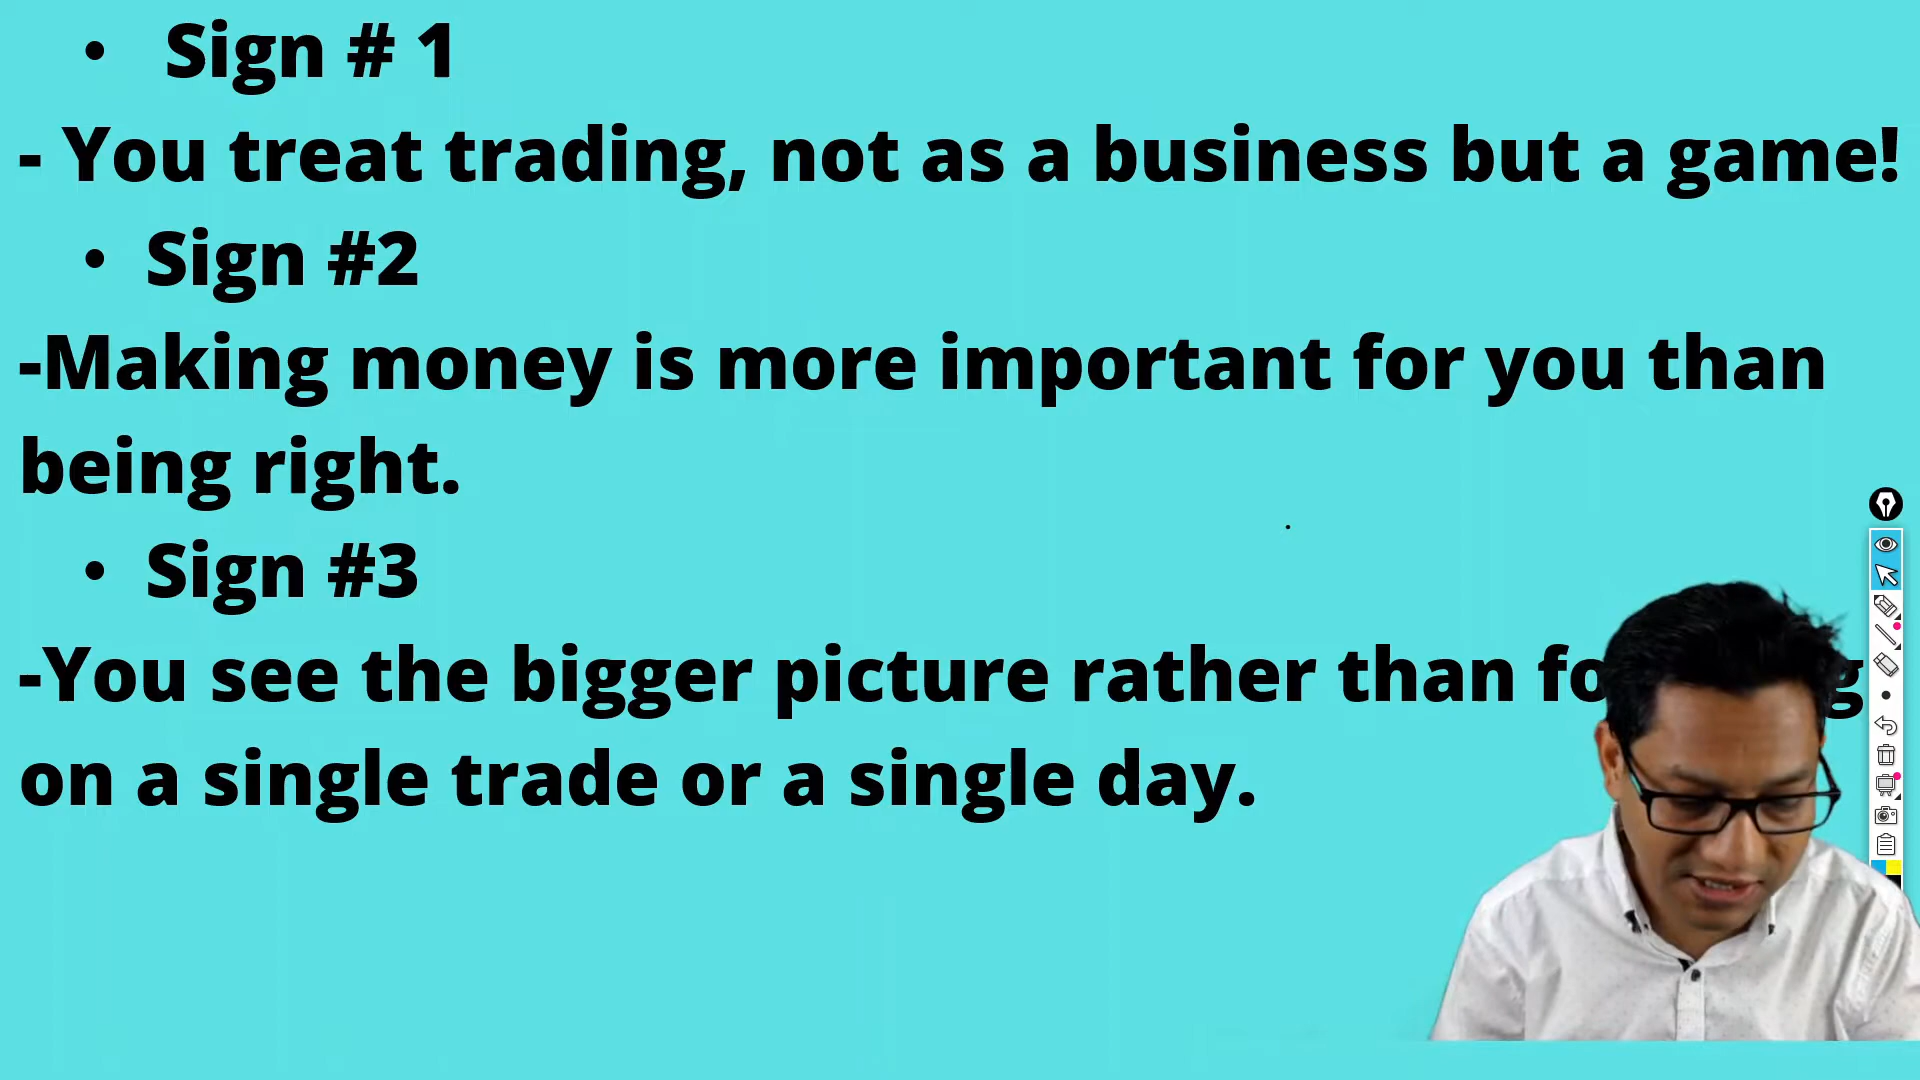 • Sign # 1
- You treat trading, not as a business but a game!
• Sign #2
-Making money is more important for you than
being right.
• Sign #3
-You see the bigger picture rather than
on a single trade or a single day.